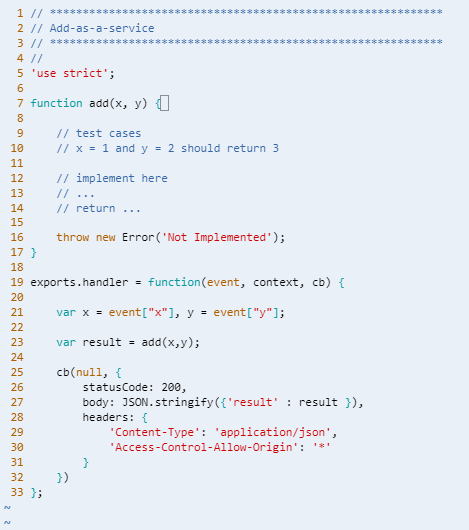 1 // ************************************************************
2 // Add-as-a-service
3 // ************************************************************
4 //
5 'use strict';
6
7 function add(x, y) {
8
9     // test cases
10     // x = 1 and y = 2 should return 3
11
12     // implement here
13     // ...
14     // return ...
15
16     throw new Error('Not Implemented');
17 }
18
19 exports.handler = function(event, context, cb) {
20
21     var x = event["x"], y = event["y"];
22
23     var result = add(x,y);
24
25     cb(null, {
26         statusCode: 200,
27         body: JSON.stringify({'result' : result }),
28         headers: {
29             'Content-Type': 'application/json',
30             'Access-Control-Allow-Origin': '*'
31         }
32     })
33 };
~
~